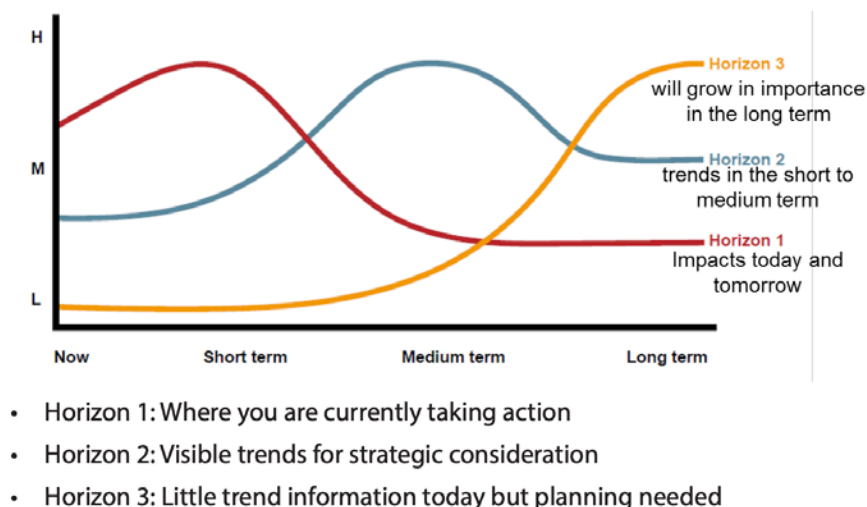 H
Horizon 3
will grow in importance
in the long term
M
Horizon 2
trends in the short to
medium term
Horizon 1
Impacts today and
tomorrow
L
Now Short term Medium term Long term
• Horizon 1: Where you are currently taking action
• Horizon 2: Visible trends for strategic consideration
• Horizon 3: Little trend information today but planning needed